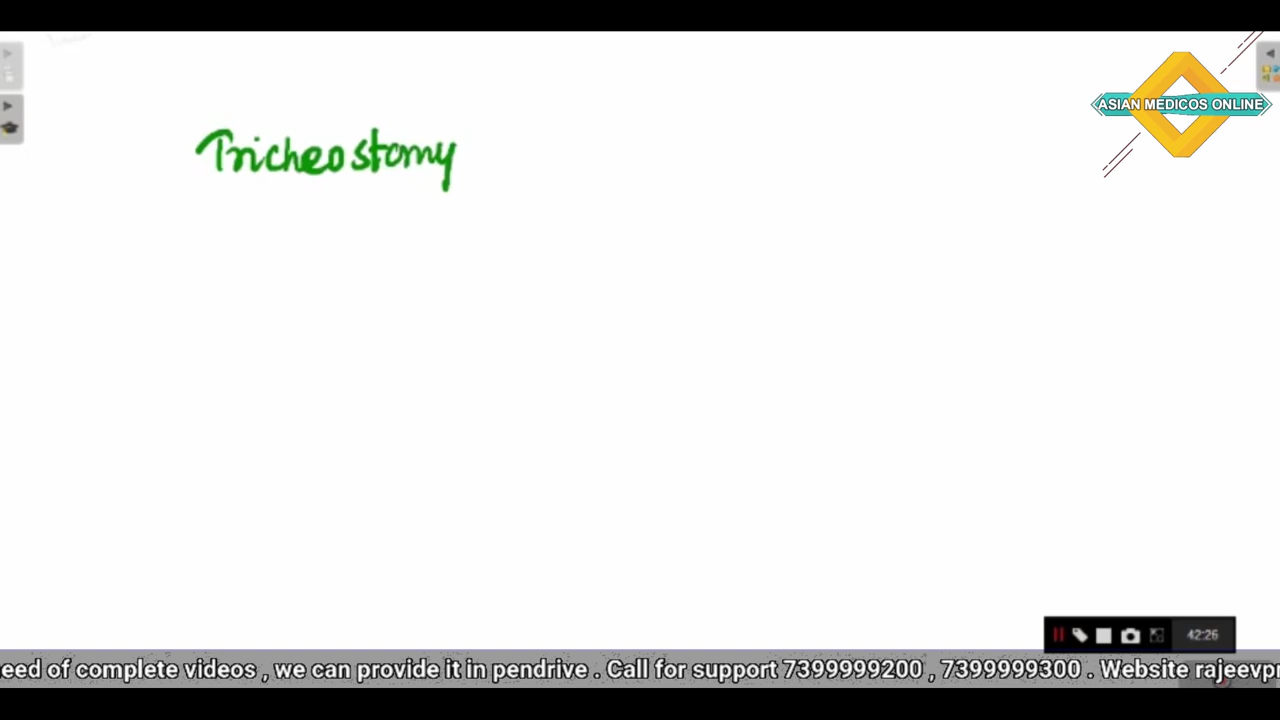 ASIAN MEDICOS ONLINE
Tricheostomy
42:26
need of complete videos , we can provide it in pendrive . Call for support 7399999200 , 7399999300 . Website rajeevpr